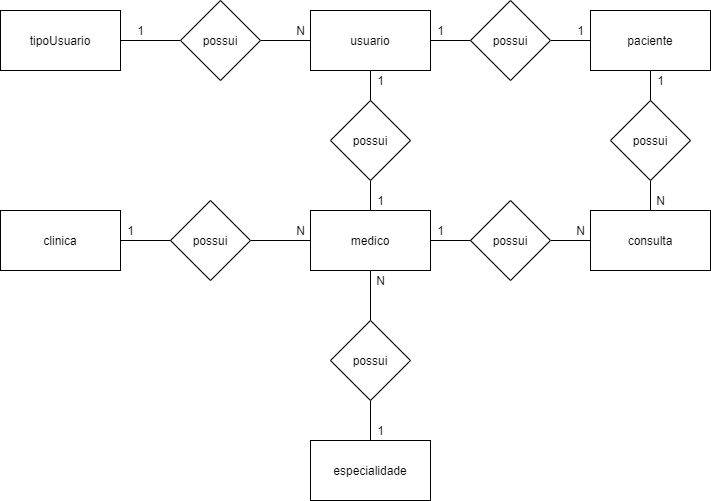 tipoUsuario
1
possui
N
usuario
1
possui
1
paciente
1
1
possui
possui
1
N
clinica
1
possui
N
medico
1
possui
N
consulta
N
possui
1
especialidade